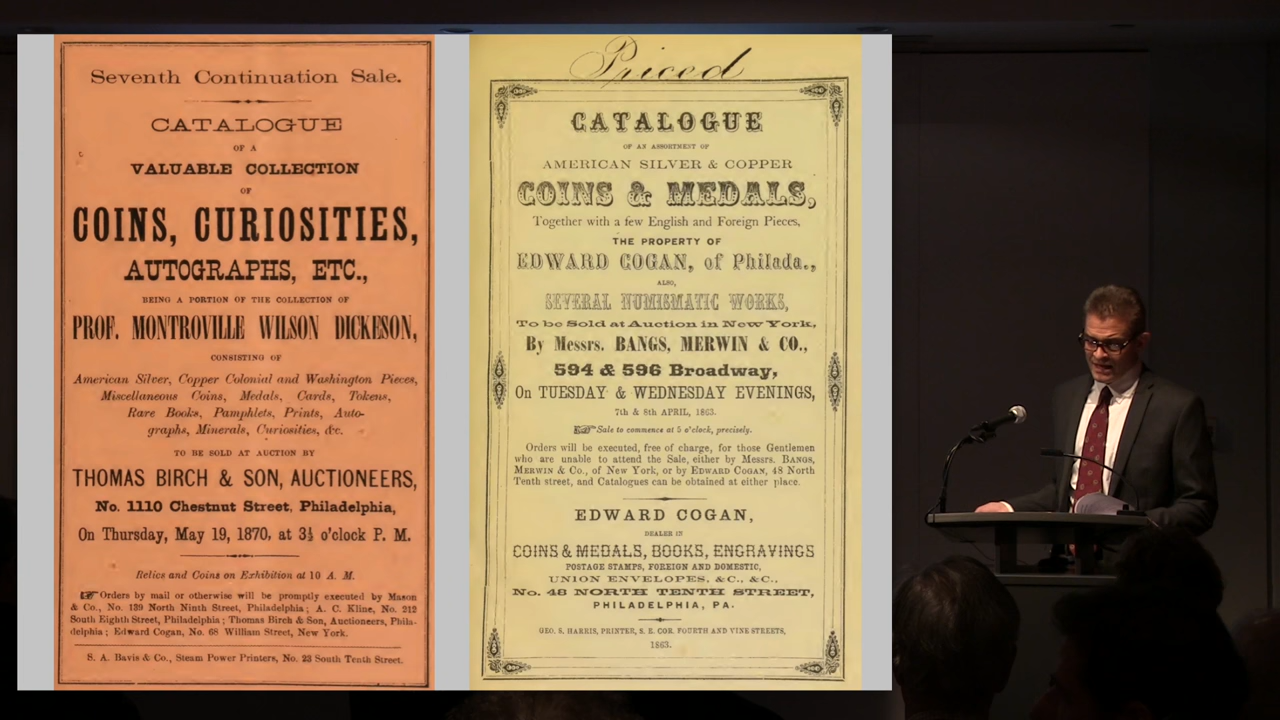 Seventh Continuation Sale.
CATALOGUE
OF A
VALUABLE COLLECTION
OF
COINS, CURIOSITIES,
AUTOGRAPHS, ETC.,
BEING A PORTION OF THE COLLECTION OF
PROF. MONTROVILLE WILSON DICKESON,
CONSISTING OF
American Silver, Copper Colonial and Washington Pieces,
Miscellaneous Coins, Medals, Cards, Tokens,
Rare Books, Pamphlets, Prints, Auto-
graphs, Minerals, Curiosities, &c.
TO BE SOLD AT AUCTION BY
THOMAS BIRCH & SON, AUCTIONEERS,
No. 1110 Chestnut Street, Philadelphia,
On Thursday, May 19, 1870, at 3½ o'clock P. M.
Relics and Coins on Exhibition at 10 A. M.
☞ Orders by mail or otherwise will be promptly executed by Mason
& Co., No. 139 North Ninth Street, Philadelphia; A. C. Kline, No. 212
South Eighth Street, Philadelphia; Thomas Birch & Son, Auctioneers, Phila-
delphia; Edward Cogan, No. 68 William Street, New York.
S. A. Bavis & Co., Steam Power Printers, No. 23 South Tenth Street.
Priced
CATALOGUE
OF AN ASSORTMENT OF
AMERICAN SILVER & COPPER
COINS & MEDALS,
Together with a few English and Foreign Pieces,
THE PROPERTY OF
EDWARD COGAN, of Philada.,
ALSO,
SEVERAL NUMISMATIC WORKS,
To be Sold at Auction in New York,
By Messrs. BANGS, MERWIN & CO.,
594 & 596 Broadway,
On TUESDAY & WEDNESDAY EVENINGS,
7th & 8th APRIL, 1863.
☞ Sale to commence at 5 o'clock, precisely.
Orders will be executed, free of charge, for those Gentlemen
who are unable to attend the Sale, either by Messrs. BANGS,
MERWIN & Co., of New York, or by EDWARD COGAN, 48 North
Tenth street, and Catalogues can be obtained at either place.
EDWARD COGAN,
DEALER IN
COINS & MEDALS, BOOKS, ENGRAVINGS
POSTAGE STAMPS, FOREIGN AND DOMESTIC,
UNION ENVELOPES, &C., &C.,
No. 48 NORTH TENTH STREET,
PHILADELPHIA, PA.
GEO. S. HARRIS, PRINTER, S. E. COR. FOURTH AND VINE STREETS,
1863.